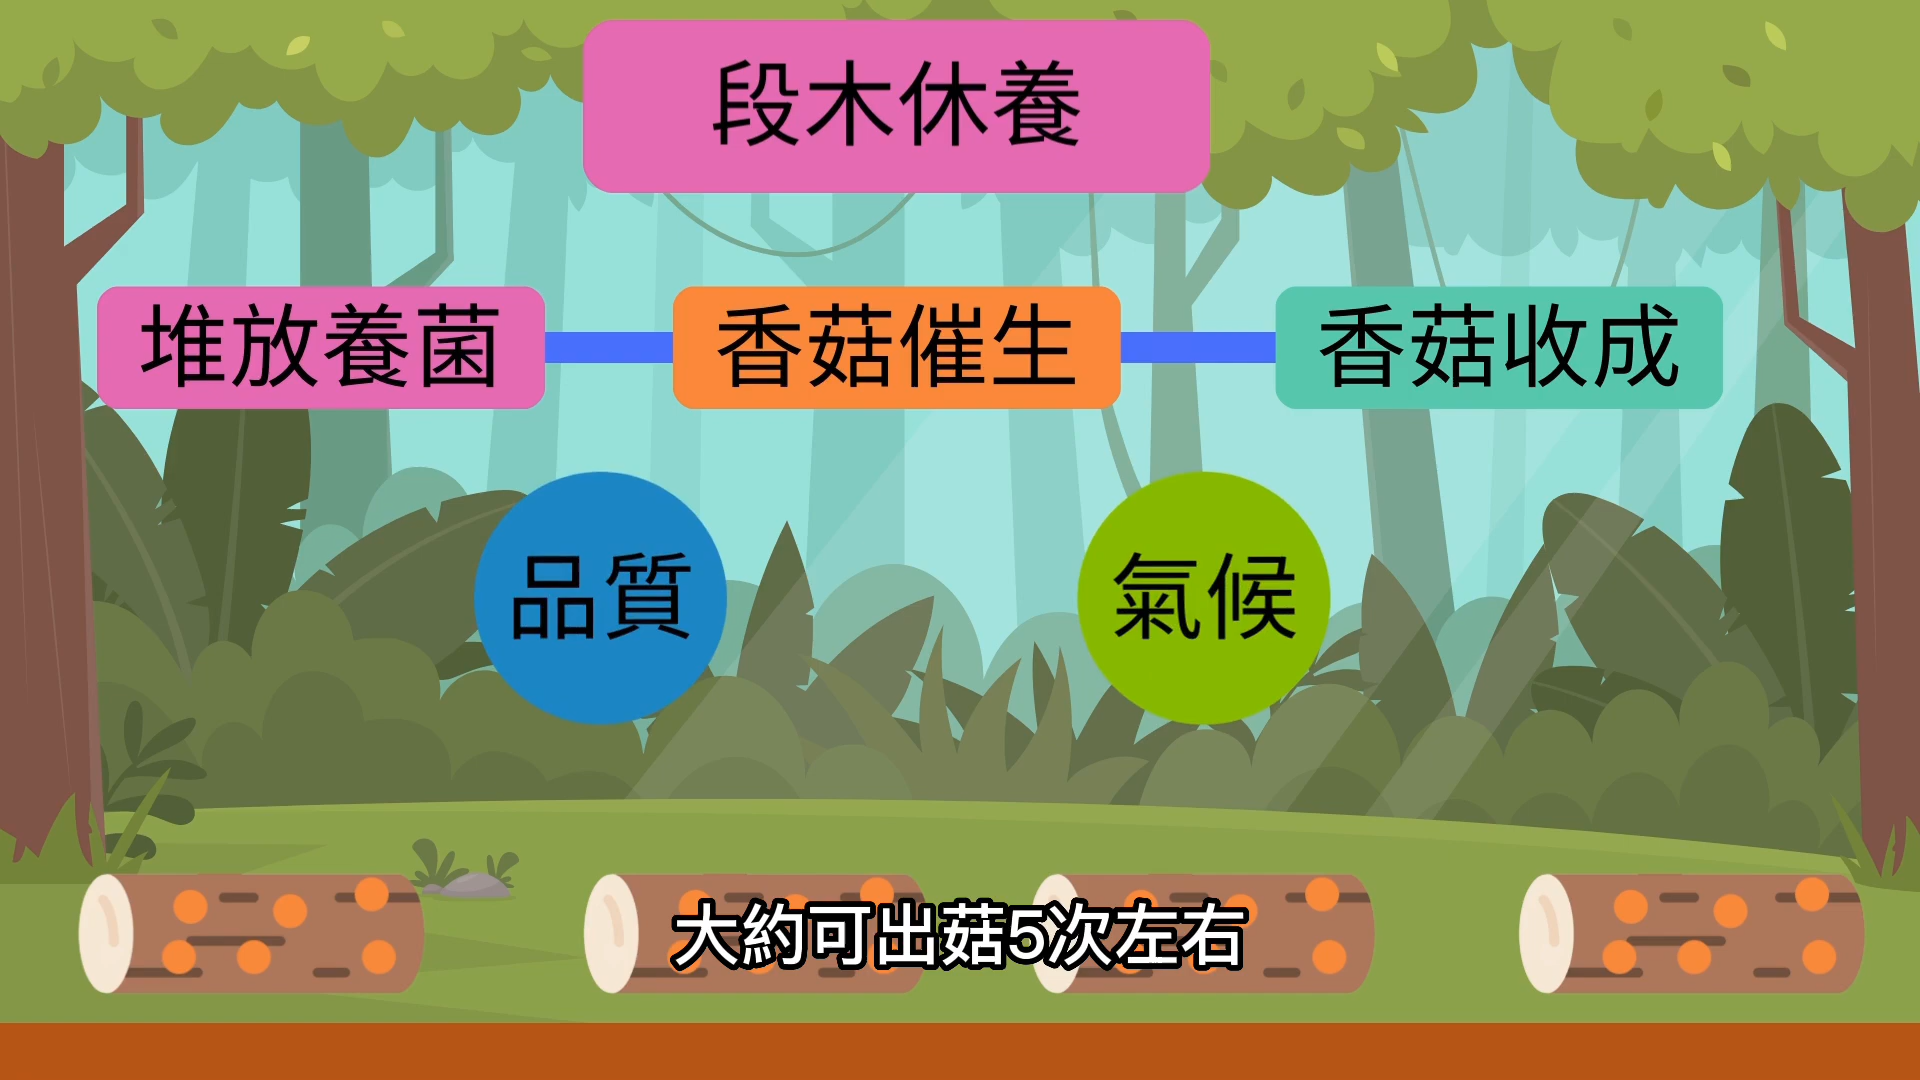 段木休養
堆放養菌
香菇催生
香菇收成
品質
氣候
大約可出菇5次左右